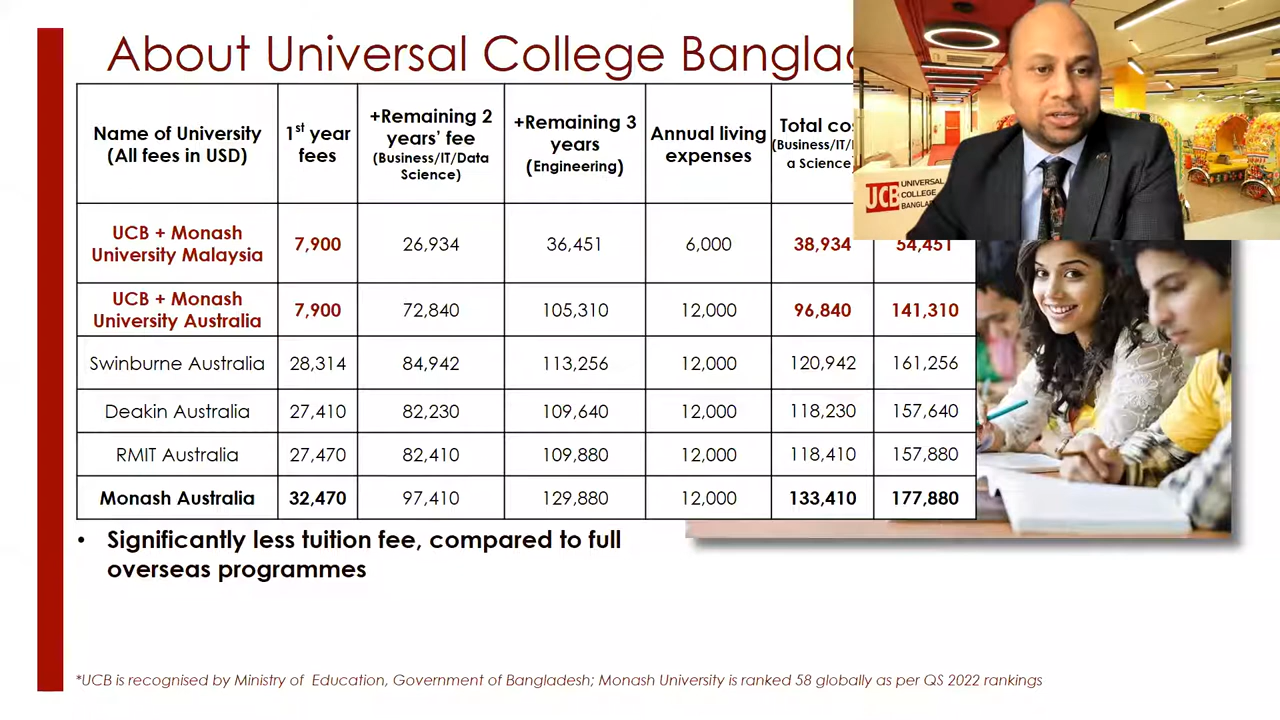 About Universal College
Name of University
(All fees in USD)
1st year
fees
+Remaining 2
years' fee
(Business/IT/Data
Science)
+Remaining 3
years
(Engineering)
Annual living
expenses
Total
(Business/IT/
a Science)
UCB + Monash
University Malaysia
7,900
26,934
36,451
6,000
38,934
54,451
UCB + Monash
University Australia
7,900
72,840
105,310
12,000
96,840
141,310
Swinburne Australia
28,314
84,942
113,256
12,000
120,942
161,256
Deakin Australia
27,410
82,230
109,640
12,000
118,230
157,640
RMIT Australia
27,470
82,410
109,880
12,000
118,410
157,880
Monash Australia
32,470
97,410
129,880
12,000
133,410
177,880
• Significantly less tuition fee, compared to full
overseas programmes
*UCB is recognised by Ministry of Education, Government of Bangladesh; Monash University is ranked 58 globally as per QS 2022 rankings
UCB
UNIVERSAL
COLLEGE